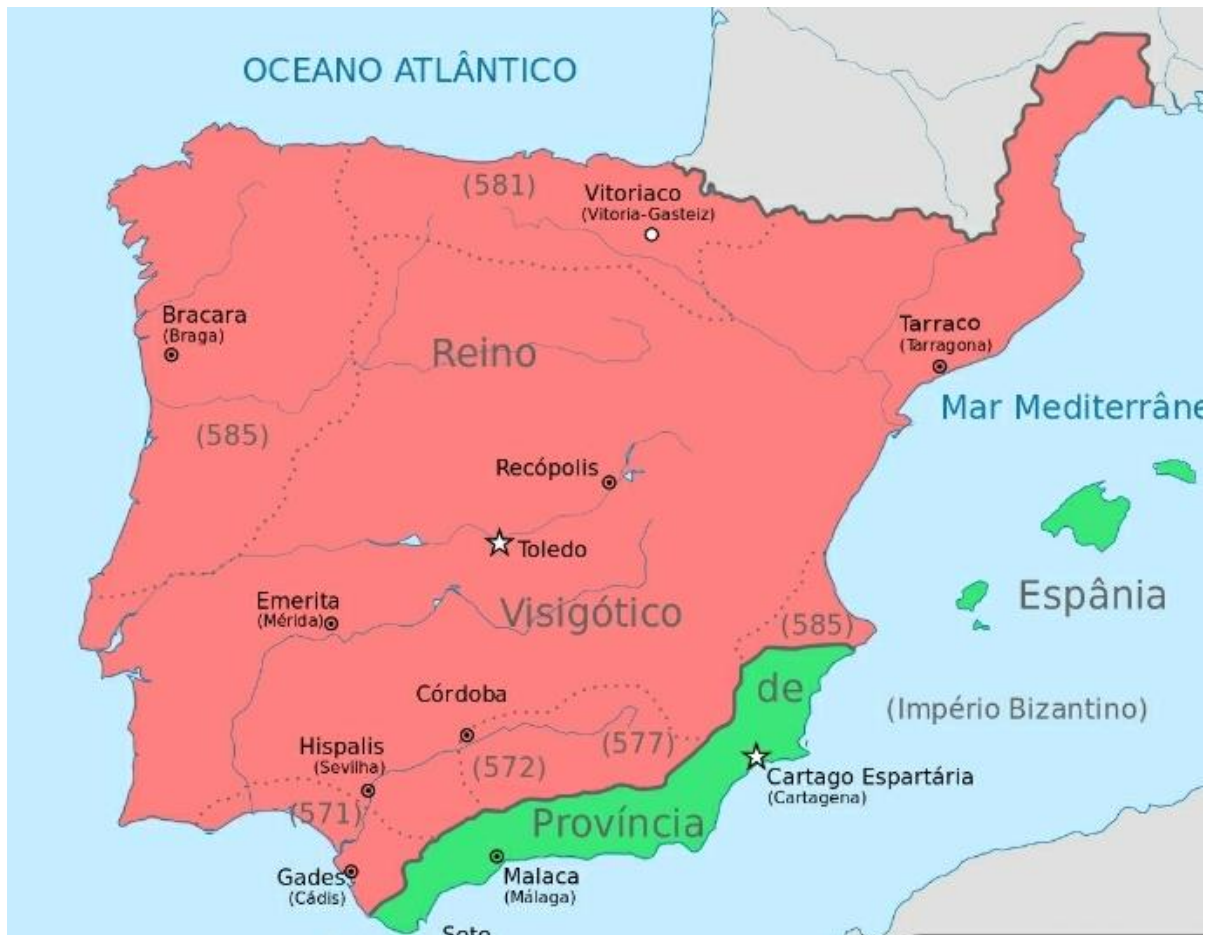 OCEANO ATLÂNTICO
(581)
Vitoriaco
(Vitoria-Gasteiz)
Bracara
(Braga)
Tarraco
(Tarragona)
Reino
Mar Mediterrâne
(585)
Recópolis
Toledo
Espânia
Emerita
(Mérida)
Visigótico
(585)
de
Córdoba
(Império Bizantino)
Hispalis
(Sevilha)
(577)
(572)
Cartago Espartária
(Cartagena)
(571)
Província
Gades
(Cádis)
Malaca
(Málaga)